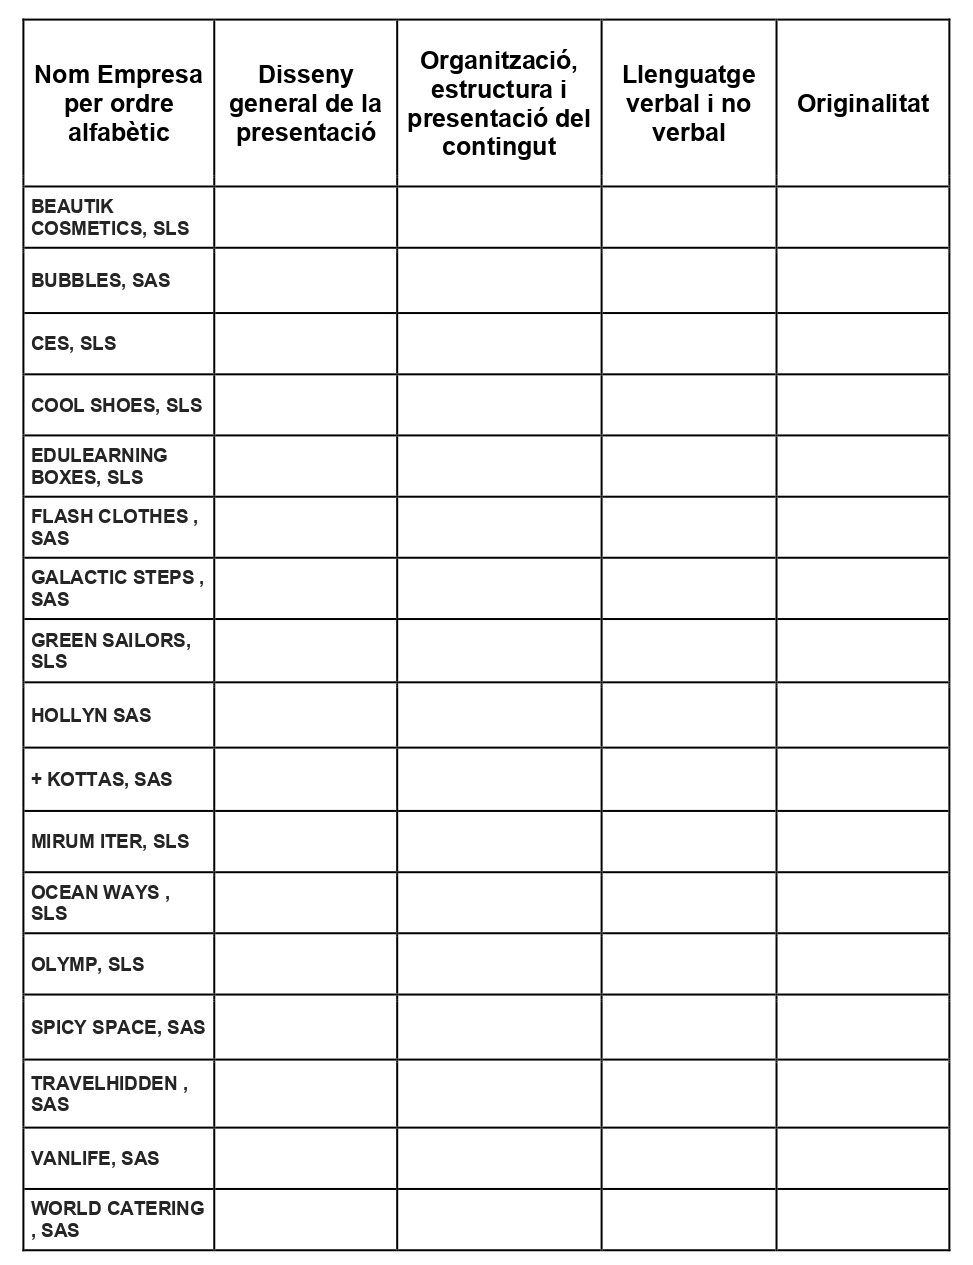 Nom Empresa
per ordre
alfabètic
Disseny
general de la
presentació
Organització,
estructura i
presentació del
contingut
Llenguatge
verbal i no
verbal
Originalitat
BEAUTIK
COSMETICS, SLS
BUBBLES, SAS
CES, SLS
COOL SHOES, SLS
EDULEARNING
BOXES, SLS
FLASH CLOTHES ,
SAS
GALACTIC STEPS ,
SAS
GREEN SAILORS,
SLS
HOLLYN SAS
+ KOTTAS, SAS
MIRUM ITER, SLS
OCEAN WAYS ,
SLS
OLYMP, SLS
SPICY SPACE, SAS
TRAVELHIDDEN ,
SAS
VANLIFE, SAS
WORLD CATERING
, SAS